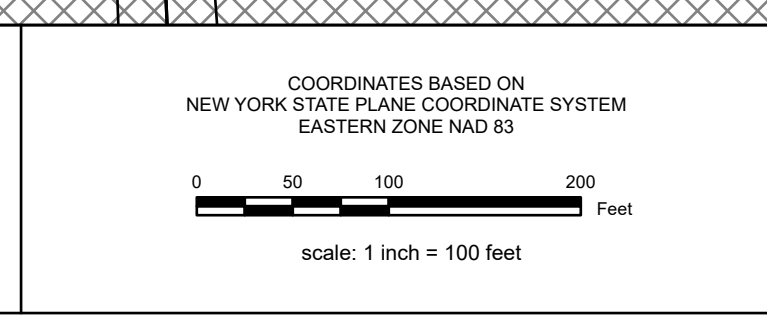 COORDINATES BASED ON
NEW YORK STATE PLANE COORDINATE SYSTEM
EASTERN ZONE NAD 83
0 50 100 200
Feet
scale: 1 inch = 100 feet